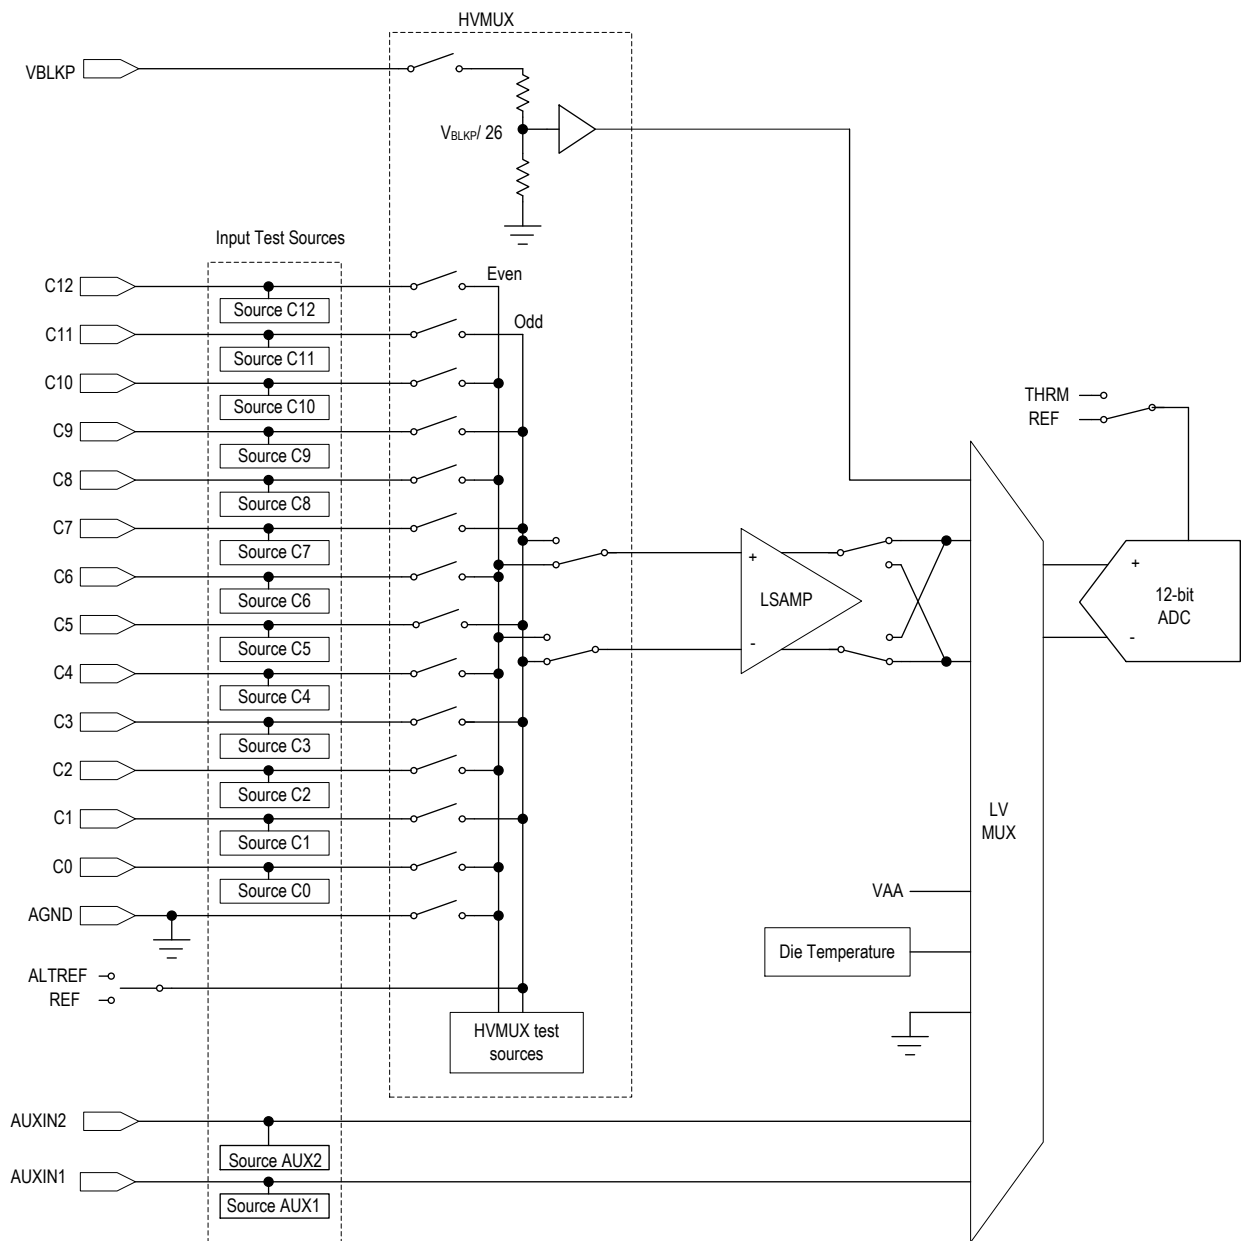 HVMUX
VBLKP
VBLKP/ 26
Input Test Sources
C12
Even
Source C12
C11
Odd
Source C11
C10
Source C10
THRM
REF
C9
Source C9
C8
Source C8
C7
Source C7
C6
Source C6
C5
Source C5
C4
Source C4
C3
Source C3
C2
Source C2
C1
Source C1
C0
Source C0
+
-
LSAMP
+
-
12-bit
ADC
LV
MUX
VAA
AGND
Die Temperature
ALTREF
REF
HVMUX test
sources
AUXIN2
Source AUX2
AUXIN1
Source AUX1